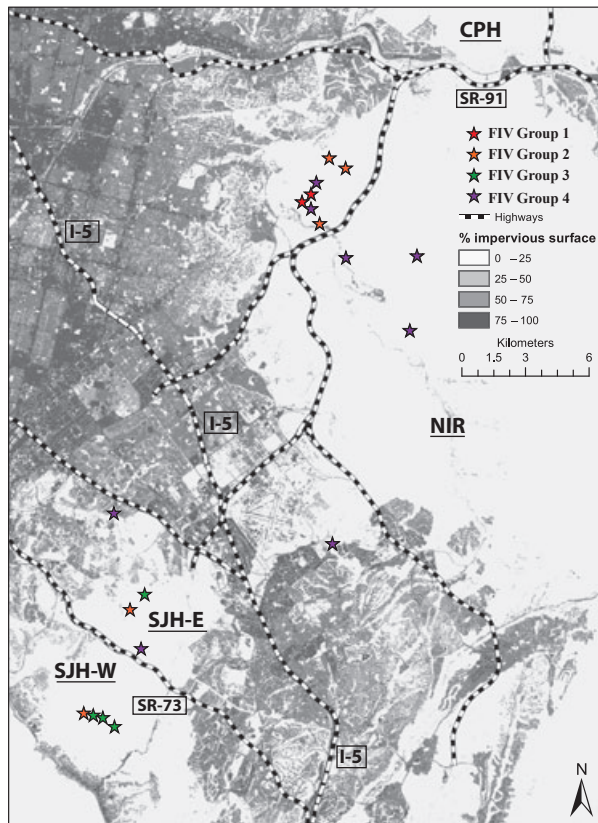 CPH
SR-91
FIV Group 1
FIV Group 2
FIV Group 3
FIV Group 4
Highways
% impervious surface
0 – 25
25 – 50
50 – 75
75 – 100
Kilometers
0 1.5 3 6
I-5
I-5
NIR
SJH-E
SJH-W
SR-73
I-5
N